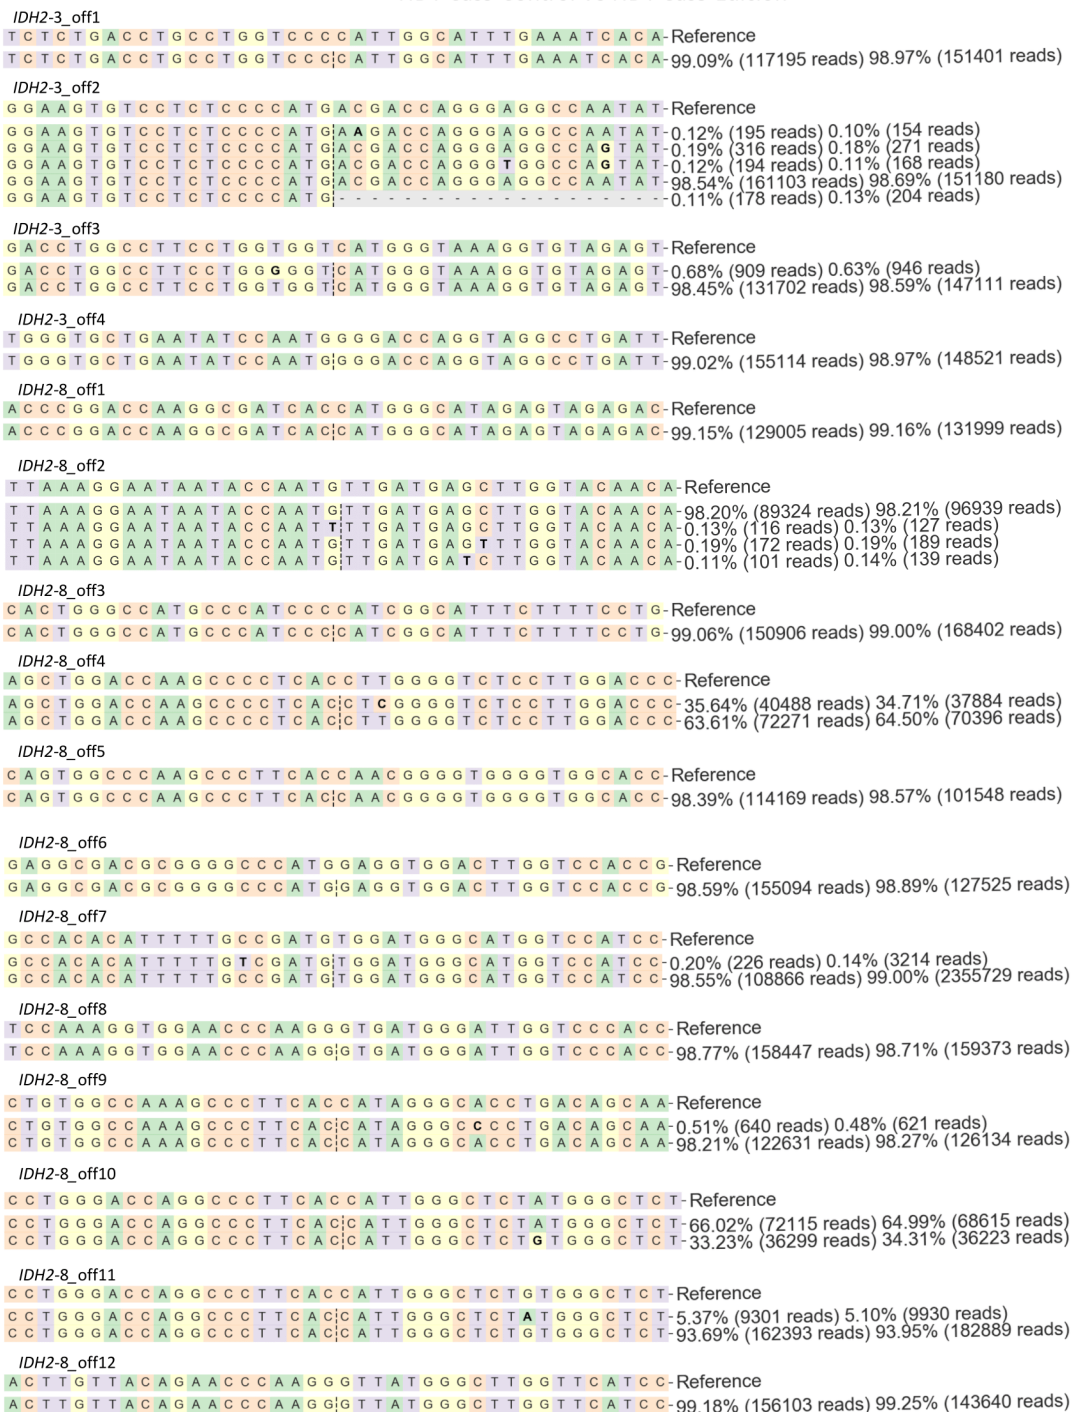 IDH2-3_off1
TCTCTGACCTGCCTGGTCCCCATTGGCATTTGAAATCACA-Reference
TCTCTGACCTGCCTGGTCCCCATTGGCATTTGAAATCACA-99.09% (117195 reads) 98.97% (151401 reads)
IDH2-3_off2
GGAAGTGTCCTCTCCCCATGACGACCAGGGAGGCCAATAT-Reference
GGAAGTGTCCTCTCCCCATGAAGACCAGGGAGGCCAATAT-0.12% (195 reads) 0.10% (154 reads)
GGAAGTGTCCTCTCCCCATGACGACCAGGGAGGCCAGTAT-0.19% (316 reads) 0.18% (271 reads)
GGAAGTGTCCTCTCCCCATGACGACCAGGGTGGCCAGTAT-0.12% (194 reads) 0.11% (168 reads)
GGAAGTGTCCTCTCCCCATGACGACCAGGGAGGCCAATAT-98.54% (161103 reads) 98.69% (151180 reads)
GGAAGTGTCCTCTCCCCATG---------------------0.11% (178 reads) 0.13% (204 reads)
IDH2-3_off3
GACCTGGCCTTCCTGGTGGTCATGGGTAAAGGTGTAGAGT-Reference
GACCTGGCCTTCCTGGGGGTCATGGGTAAAGGTGTAGAGT-0.68% (909 reads) 0.63% (946 reads)
GACCTGGCCTTCCTGGTGGTCATGGGTAAAGGTGTAGAGT-98.45% (131702 reads) 98.59% (147111 reads)
IDH2-3_off4
TGGGTGCTGAATATCCAATGGGGACCAGGTAGGCCTGATT-Reference
TGGGTGCTGAATATCCAATGGGGACCAGGTAGGCCTGATT-99.02% (155114 reads) 98.97% (148521 reads)
IDH2-8_off1
ACCCGGACCAAGGCGATCACCATGGGCATAGAGTAGAGAC-Reference
ACCCGGACCAAGGCGATCACCATGGGCATAGAGTAGAGAC-99.15% (129005 reads) 99.16% (131999 reads)
IDH2-8_off2
TTAAAGGAATAATACCAATGTTGATGAGCTTGGTACAACA-Reference
TTAAAGGAATAATACCAATGTTGATGAGCTTGGTACAACA-98.20% (89324 reads) 98.21% (96939 reads)
TTAAAGGAATAATACCAATTTTGATGAGCTTGGTACAACA-0.13% (116 reads) 0.13% (127 reads)
TTAAAGGAATAATACCAATGTTGATGAGTTTGGTACAACA-0.19% (172 reads) 0.19% (189 reads)
TTAAAGGAATAATACCAATGTTGATGATCTTGGTACAACA-0.11% (101 reads) 0.14% (139 reads)
IDH2-8_off3
CACTGGGCCATGCCCATCCCCATCGGCATTTCTTTTCCTG-Reference
CACTGGGCCATGCCCATCCCCATCGGCATTTCTTTTCCTG-99.06% (150906 reads) 99.00% (168402 reads)
IDH2-8_off4
AGCTGGACCAAGCCCCTCACCTTGGGGTCTCCTTGGACCC-Reference
AGCTGGACCAAGCCCCTCACCTCGGGGTCTCCTTGGACCC-35.64% (40488 reads) 34.71% (37884 reads)
AGCTGGACCAAGCCCCTCACCTTGGGGTCTCCTTGGACCC-63.61% (72271 reads) 64.50% (70396 reads)
IDH2-8_off5
CAGTGGCCCAAGCCCTTCACCAACGGGGTGGGGTGGCACC-Reference
CAGTGGCCCAAGCCCTTCACCAACGGGGTGGGGTGGCACC-98.39% (114169 reads) 98.57% (101548 reads)
IDH2-8_off6
GAGGCGACGCGGGGCCCATGGAGGTGGACTTGGTCCACCG-Reference
GAGGCGACGCGGGGCCCATGGAGGTGGACTTGGTCCACCG-98.59% (155094 reads) 98.89% (127525 reads)
IDH2-8_off7
GCCACACATTTTTGCCGATGTGGATGGGCATGGTCCATCC-Reference
GCCACACATTTTTGTCGATGTGGATGGGCATGGTCCATCC-0.20% (226 reads) 0.14% (3214 reads)
GCCACACATTTTTGCCGATGTGGATGGGCATGGTCCATCC-98.55% (108866 reads) 99.00% (2355729 reads)
IDH2-8_off8
TCCAAAGGTGGAACCCAAGGGTGATGGGATTGGTCCCACC-Reference
TCCAAAGGTGGAACCCAAGGGTGATGGGATTGGTCCCACC-98.77% (158447 reads) 98.71% (159373 reads)
IDH2-8_off9
CTGTGGCCAAAGCCCTTCACCATAGGGCACCTGACAGCAA-Reference
CTGTGGCCAAAGCCCTTCACCATAGGGCCCCTGACAGCAA-0.51% (640 reads) 0.48% (621 reads)
CTGTGGCCAAAGCCCTTCACCATAGGGCACCTGACAGCAA-98.21% (122631 reads) 98.27% (126134 reads)
IDH2-8_off10
CCTGGGACCAGGCCCTTCACCATTGGGCTCTATGGGCTCT-Reference
CCTGGGACCAGGCCCTTCACCATTGGGCTCTATGGGCTCT-66.02% (72115 reads) 64.99% (68615 reads)
CCTGGGACCAGGCCCTTCACCATTGGGCTCTGTGGGCTCT-33.23% (36299 reads) 34.31% (36223 reads)
IDH2-8_off11
CCTGGGACCAGGCCCTTCACCATTGGGCTCTGTGGGCTCT-Reference
CCTGGGACCAGGCCCTTCACCATTGGGCTCTATGGGCTCT-5.37% (9301 reads) 5.10% (9930 reads)
CCTGGGACCAGGCCCTTCACCATTGGGCTCTGTGGGCTCT-93.69% (162393 reads) 93.95% (182889 reads)
IDH2-8_off12
ACTTGTTACAGAACCCAAGGGTTATGGGCTTGGTTCATCC-Reference
ACTTGTTACAGAACCCAAGGGTTATGGGCTTGGTTCATCC-99.18% (156103 reads) 99.25% (143640 reads)